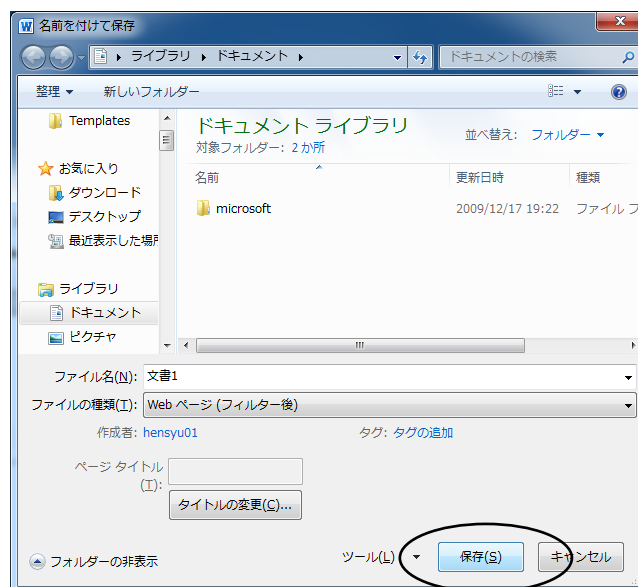 名前を付けて保存
ライブラリ ドキュメント ドキュメントの検索
整理 新しいフォルダー
Templates
お気に入り
ダウンロード
デスクトップ
最近表示した場所
ライブラリ
ドキュメント
ピクチャ
ドキュメント ライブラリ
対象フォルダー: 2 か所
並べ替え: フォルダー
名前 更新日時 種類
microsoft 2009/12/17 19:22 ファイル フ
ファイル名(N): 文書1
ファイルの種類(T): Web ページ (フィルター後)
作成者: hensyu01 タグ: タグの追加
ページ タイトル
(T):
タイトルの変更(C)...
フォルダーの非表示 ツール(L) 保存(S) キャンセル